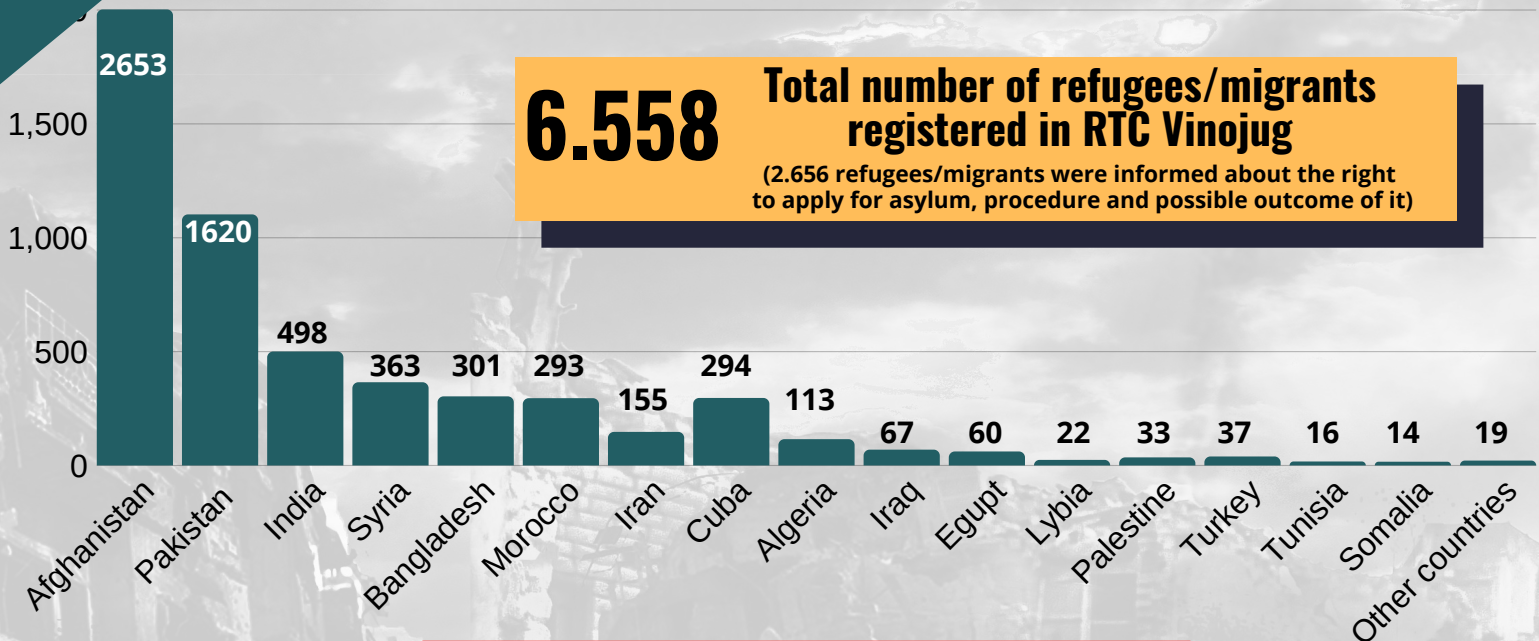 2653
6.558
Total number of refugees/migrants
registered in RTC Vinojug
(2.656 refugees/migrants were informed about the right
to apply for asylum, procedure and possible outcome of it)
1,500
1620
1,000
498
500
363
301
293
155
294
113
67
60
22
33
37
16
14
19
0
Afghanistan
Pakistan
India
Syria
Bangladesh
Morocco
Iran
Cuba
Algeria
Iraq
Egupt
Lybia
Palestine
Turkey
Tunisia
Somalia
Other countries